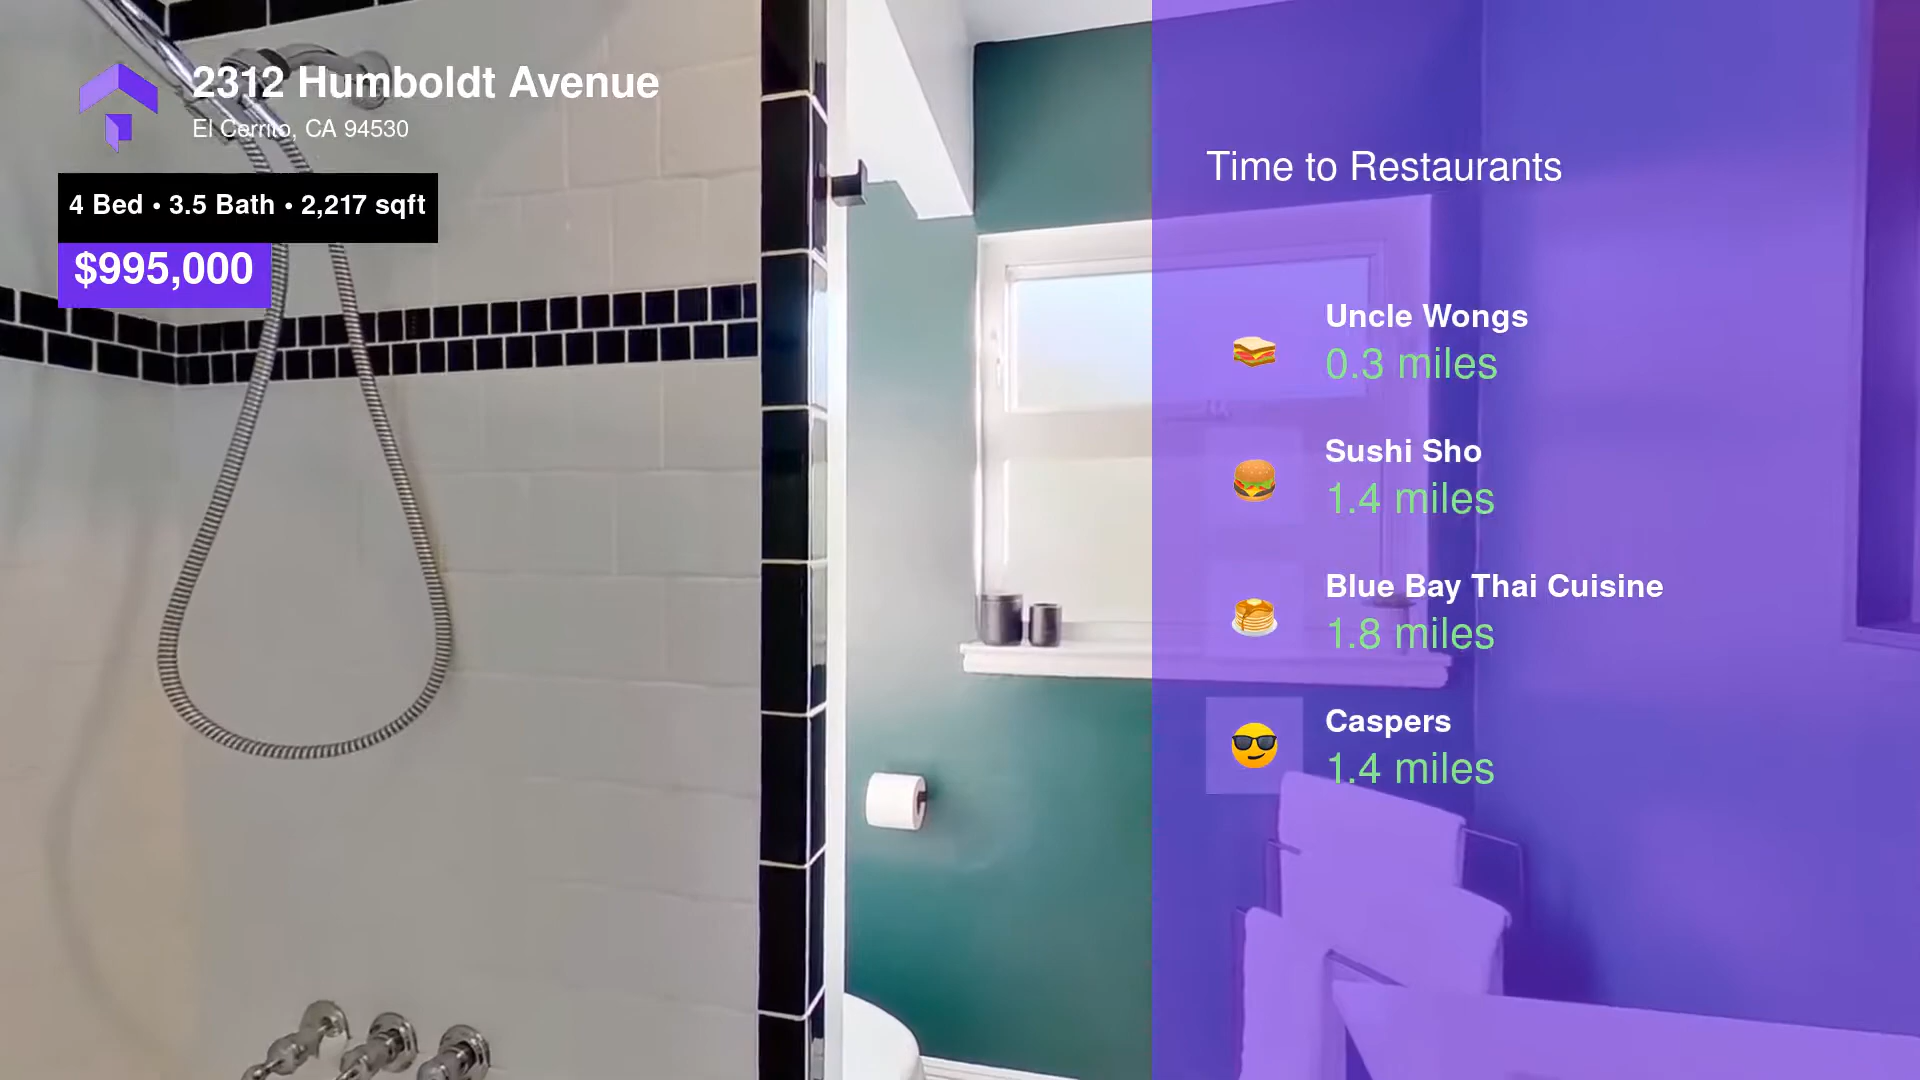 2312 Humboldt Avenue
El Cerrito, CA 94530
4 Bed • 3.5 Bath • 2,217 sqft
$995,000
Time to Restaurants
Uncle Wongs
0.3 miles
Sushi Sho
1.4 miles
Blue Bay Thai Cuisine
1.8 miles
Caspers
1.4 miles